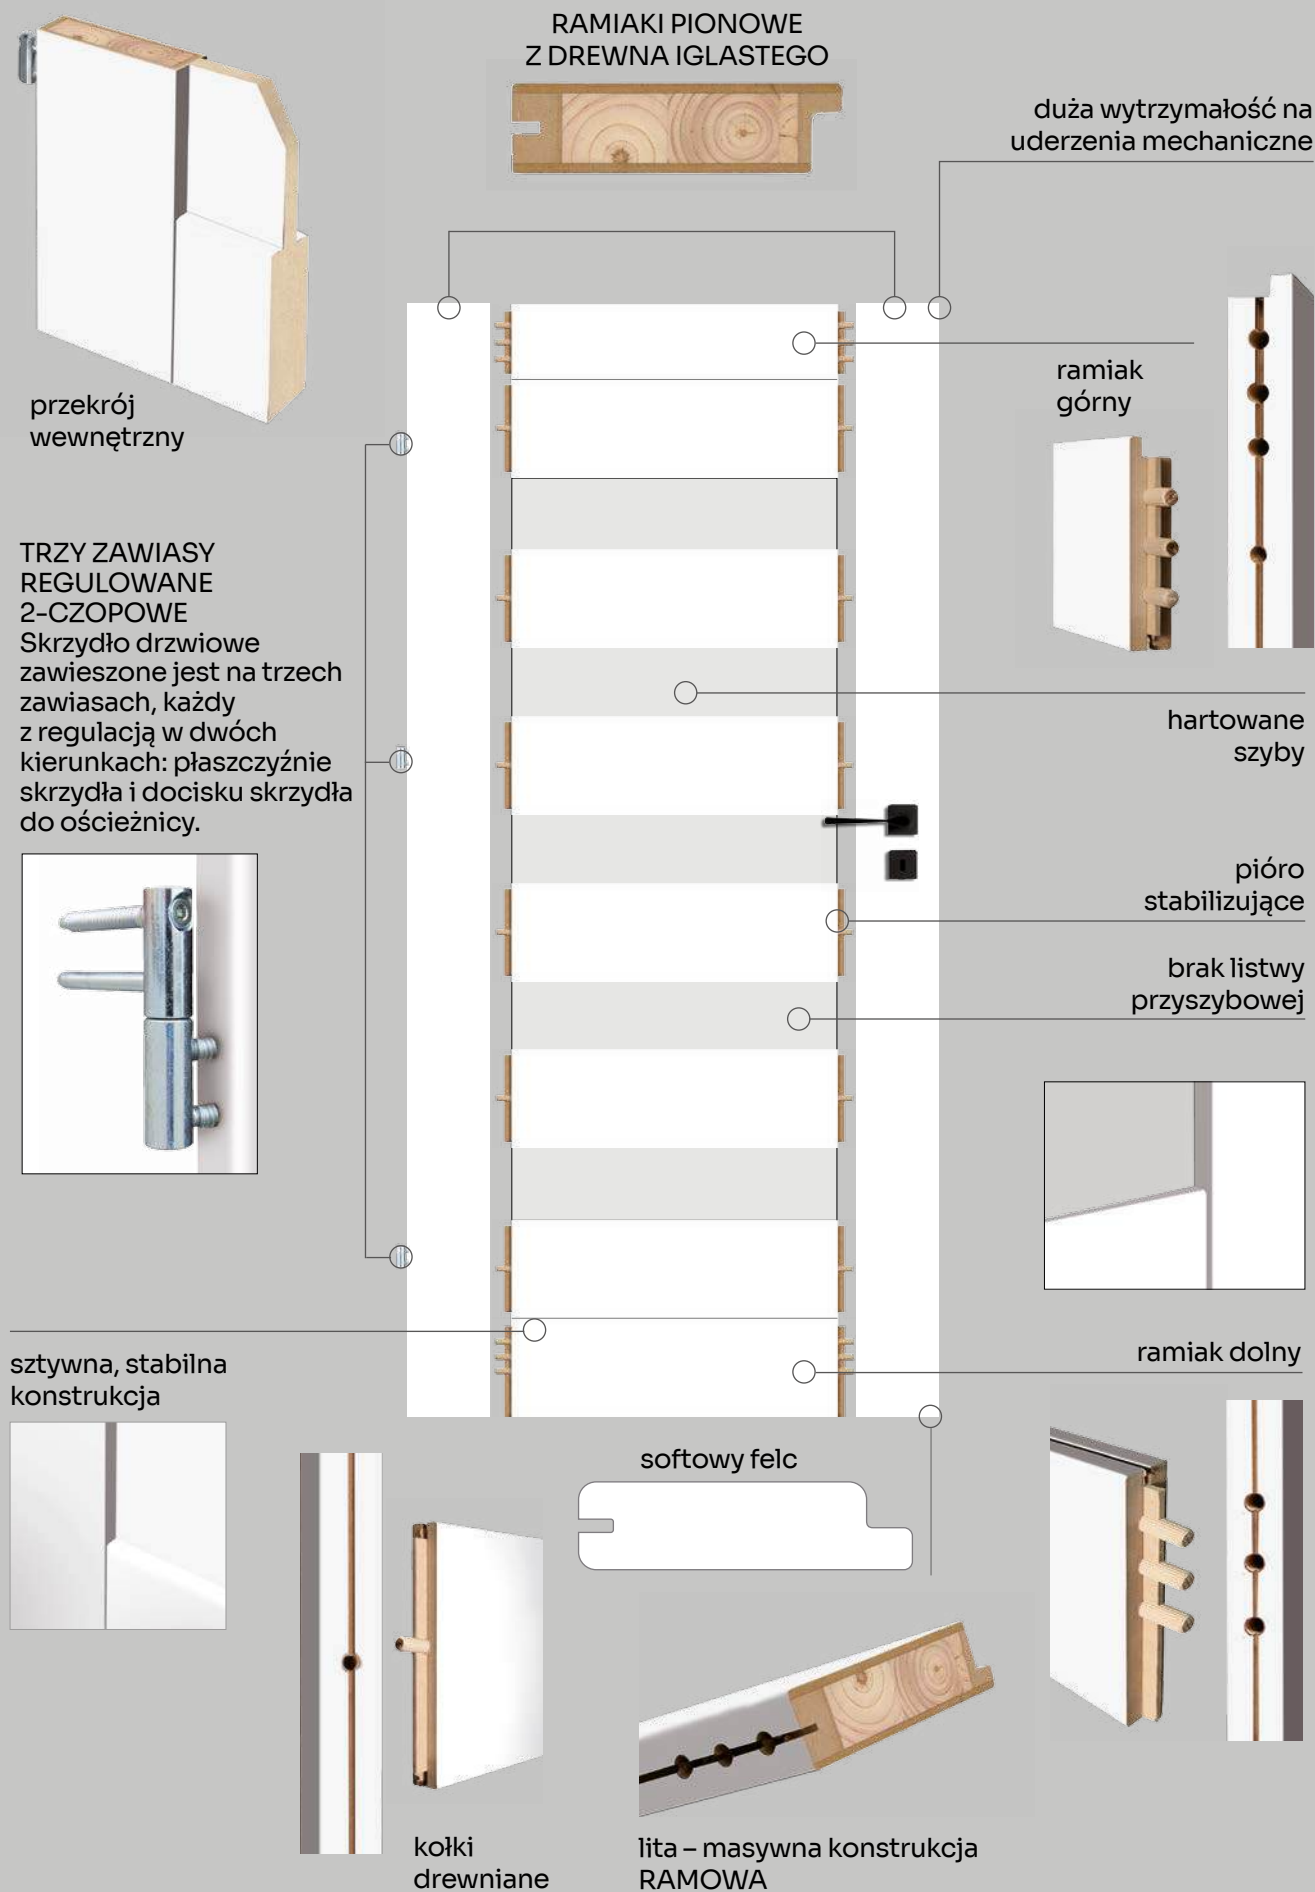 RAMIAKI PIONOWE
Z DREWNA IGLASTEGO
duża wytrzymałość na
uderzenia mechaniczne
przekrój
wewnętrzny
ramiak
górny
TRZY ZAWIASY
REGULOWANE
2-CZOPOWE
Skrzydło drzwiowe
zawieszone jest na trzech
zawiasach, każdy
z regulacją w dwóch
kierunkach: płaszczyźnie
skrzydła i docisku skrzydła
do ościeżnicy.
hartowane
szyby
pióro
stabilizujące
brak listwy
przyszybowej
sztywna, stabilna
konstrukcja
ramiak dolny
softowy felc
kołki
drewniane
lita – masywna konstrukcja
RAMOWA